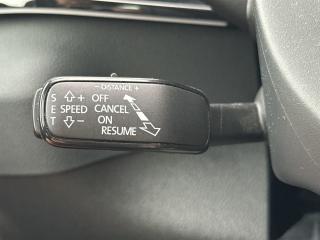 − DISTANCE +
S ⇧ + OFF
E SPEED CANCEL
T ⇩ − ON
RESUME